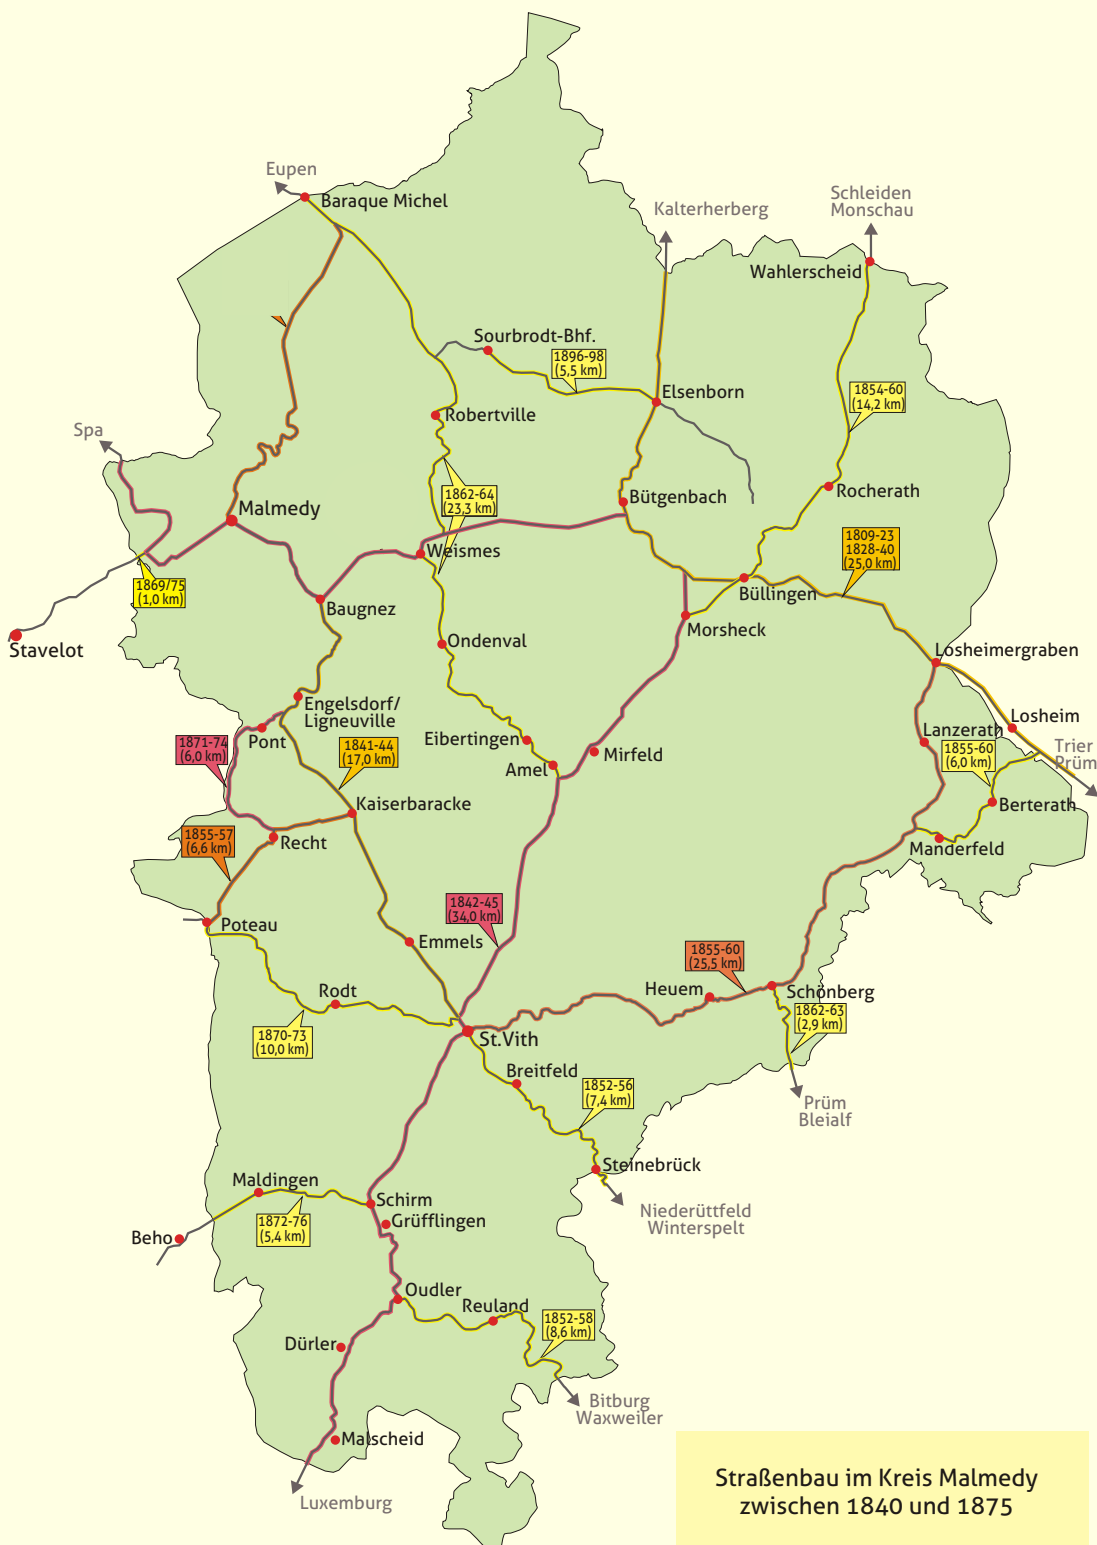 Eupen
Baraque Michel
Kalterherberg
Schleiden
Monschau
Wahlerscheid
Sourbrodt-Bhf.
1896-98
(5,5 km)
Elsenborn
1854-60
(14,2 km)
Robertville
Spa
Malmedy
1862-64
(23,3 km)
Bütgenbach
Rocherath
Weismes
1809-23
1828-40
(25,0 km)
1869/75
(1,0 km)
Baugnez
Büllingen
Morsheck
Stavelot
Ondenval
Losheimergraben
Engelsdorf/
Ligneuville
Pont
1871-74
(6,0 km)
1841-44
(17,0 km)
Eibertingen
Amel
Mirfeld
Lanzerath
Losheim
1855-60
(6,0 km)
Trier
Prüm
Kaiserbaracke
Berterath
1855-57
(6,6 km)
Recht
Manderfeld
Poteau
1842-45
(34,0 km)
Emmels
1855-60
(25,5 km)
Heuem
Schönberg
Rodt
1862-63
(2,9 km)
1870-73
(10,0 km)
St.Vith
Breitfeld
1852-56
(7,4 km)
Prüm
Bleialf
Steinebrück
Maldingen
Schirm
Niederüttfeld
Winterspelt
1872-76
(5,4 km)
Grüfflingen
Beho
Oudler
Reuland
1852-58
(8,6 km)
Dürler
Bitburg
Waxweiler
Malscheid
Luxemburg
Straßenbau im Kreis Malmedy
zwischen 1840 und 1875